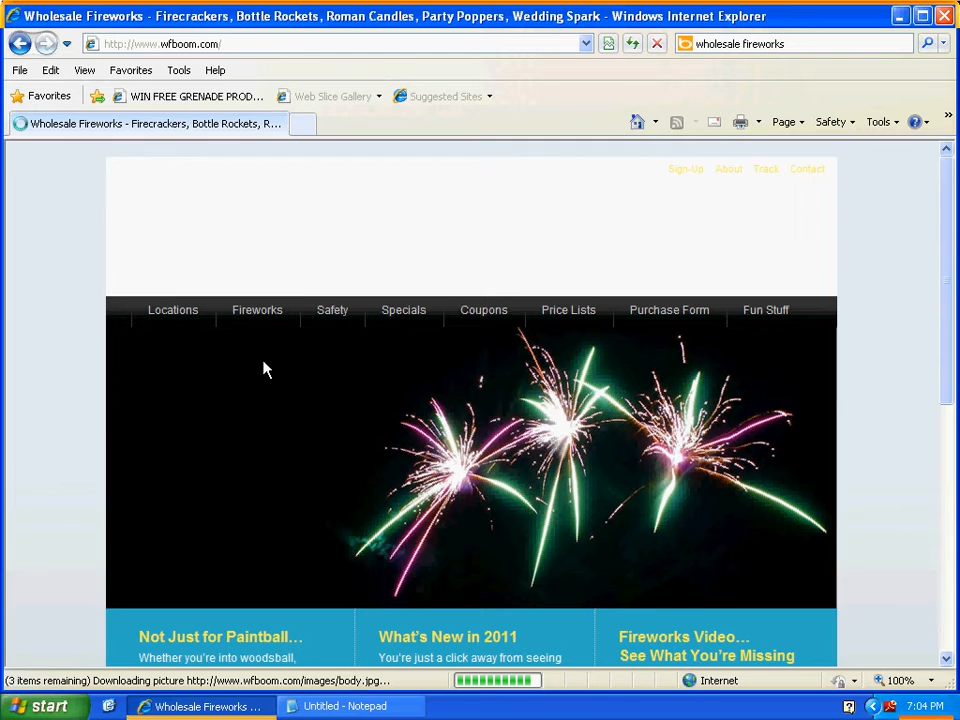 Wholesale Fireworks - Firecrackers, Bottle Rockets, Roman Candles, Party Poppers, Wedding Spark - Windows Internet Explorer
http://www.wfboom.com/
wholesale fireworks
File Edit View Favorites Tools Help
Favorites WIN FREE GRENADE PROD... Web Slice Gallery Suggested Sites
Wholesale Fireworks - Firecrackers, Bottle Rockets, R... Page Safety Tools »
Sign-Up About Track Contact
Locations Fireworks Safety Specials Coupons Price Lists Purchase Form Fun Stuff
Not Just for Paintball… What's New in 2011 Fireworks Video…
See What You're Missing
Whether you're into woodsball, You're just a click away from seeing
(3 items remaining) Downloading picture http://www.wfboom.com/images/body.jpg... Internet 100%
start Wholesale Fireworks ... Untitled - Notepad 7:04 PM